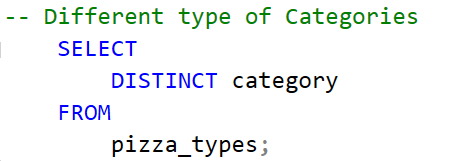 -- Different type of Categories
SELECT
DISTINCT category
FROM
pizza_types;